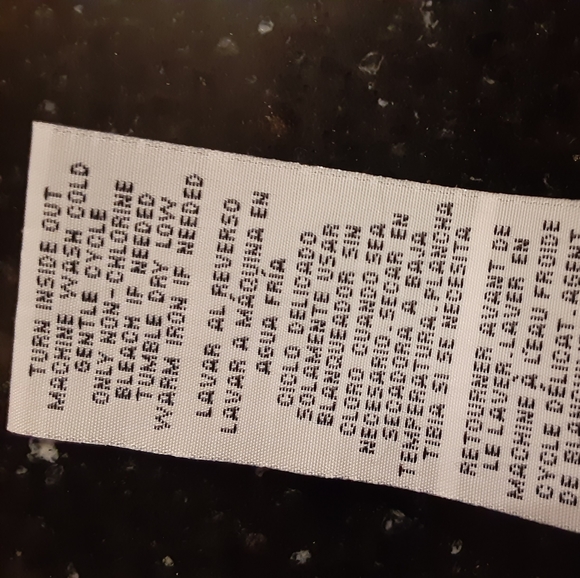 TURN INSIDE OUT
MACHINE WASH COLD
GENTLE CYCLE
ONLY NON-CHLORINE
BLEACH IF NEEDED
TUMBLE DRY LOW
WARM IRON IF NEEDED
LAVAR AL REVERSO
LAVAR A MAQUINA EN
AGUA FRÍA
CICLO DELICADO
SOLAMENTE USAR
BLANQUEADOR SIN
CLORO CUANDO SEA
NECESARIO. SECAR EN
SECADORA A BAJA
TEMPERATURA, PLANCHA
TIBIA SI SE NECESITA
RETOURNER AVANT DE
LE LAVER. LAVER EN
MACHINE À L'EAU FROIDE
CYCLE DÉLICAT. AGENT